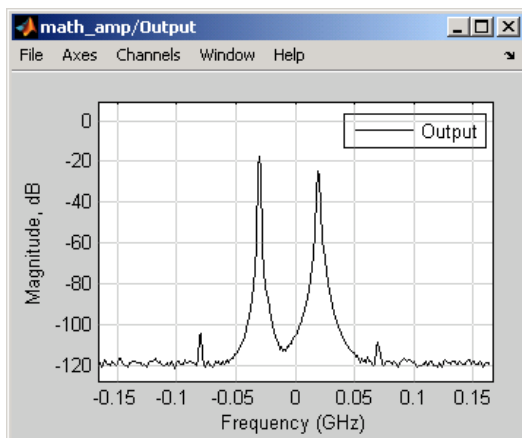 math_amp/Output
File Axes Channels Window Help
Output
Magnitude, dB
0
-20
-40
-60
-80
-100
-120
-0.15 -0.1 -0.05 0 0.05 0.1 0.15
Frequency (GHz)